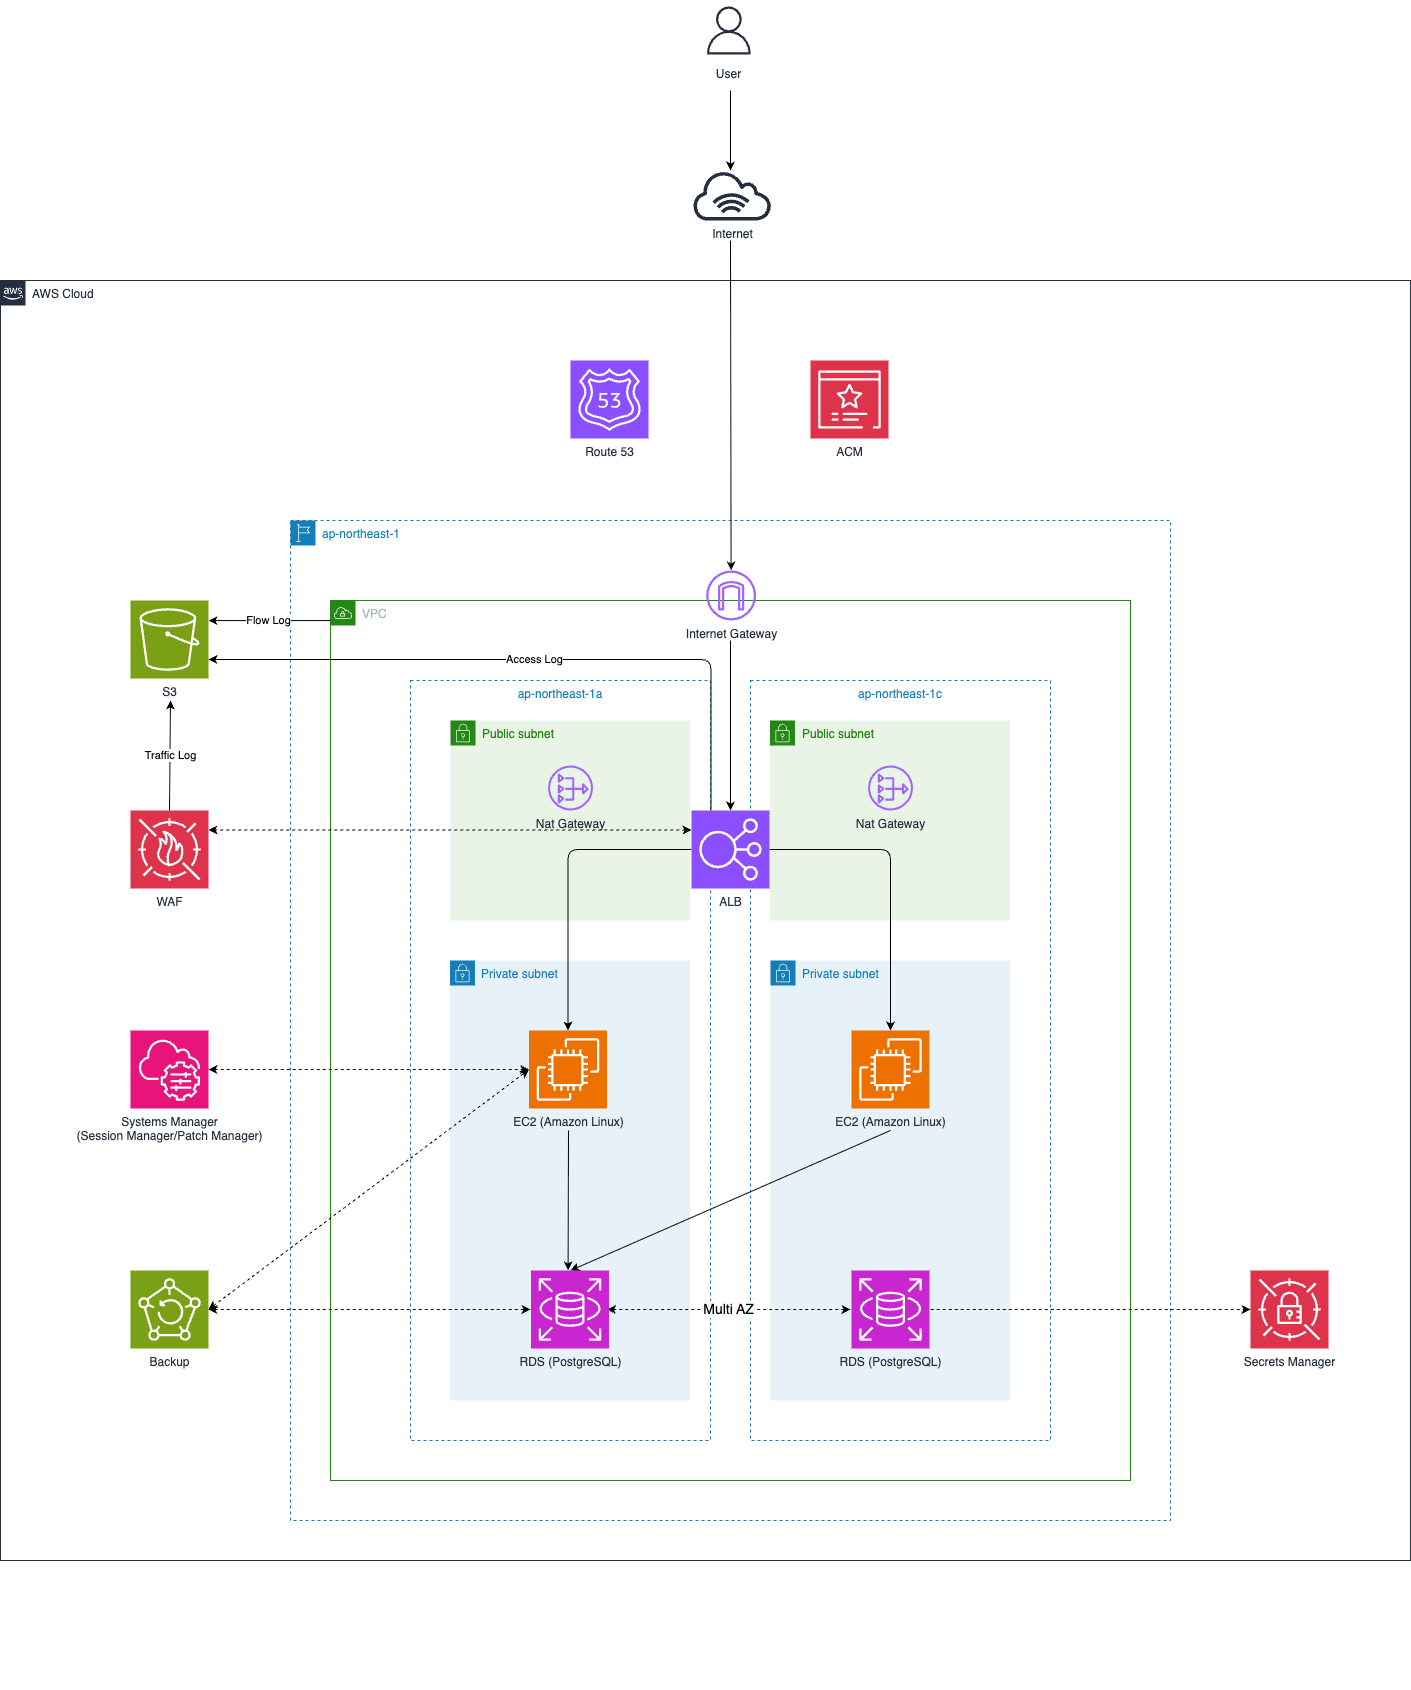 User
Internet
aws
AWS Cloud
53
Route 53
ACM
ap-northeast-1
VPC
Flow Log
Internet Gateway
Access Log
S3
ap-northeast-1a
ap-northeast-1c
Public subnet
Public subnet
Traffic Log
Nat Gateway
Nat Gateway
WAF
ALB
Private subnet
Private subnet
Systems Manager
(Session Manager/Patch Manager)
EC2 (Amazon Linux)
EC2 (Amazon Linux)
Multi AZ
Backup
RDS (PostgreSQL)
RDS (PostgreSQL)
Secrets Manager